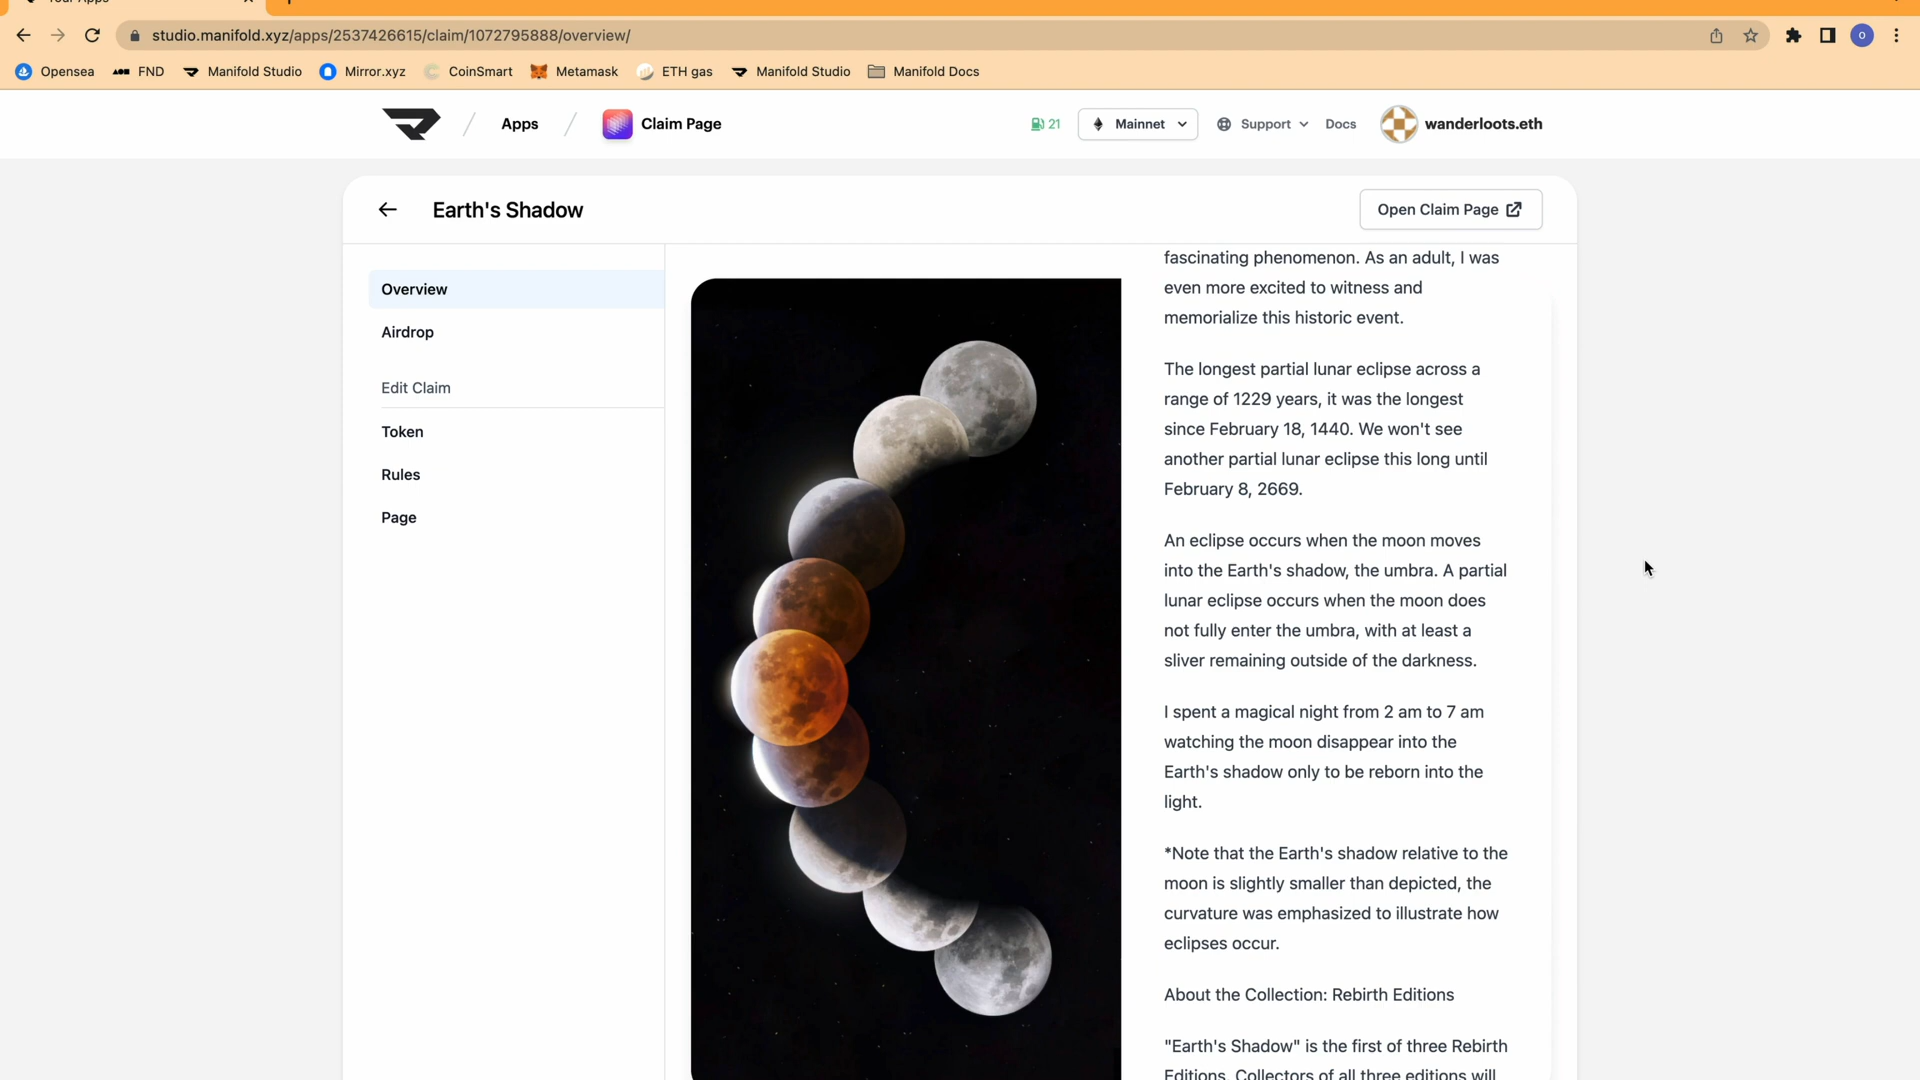 studio.manifold.xyz/apps/2537426615/claim/1072795888/overview/
O
Opensea
FND
Manifold Studio
Mirror.xyz
CoinSmart
Metamask
ETH gas
Manifold Studio
Manifold Docs
Apps
Claim Page
21
Mainnet
Support
Docs
wanderloots.eth
Earth's Shadow
Open Claim Page
Overview
Airdrop
Edit Claim
Token
Rules
Page
fascinating phenomenon. As an adult, I was
even more excited to witness and
memorialize this historic event.
The longest partial lunar eclipse across a
range of 1229 years, it was the longest
since February 18, 1440. We won't see
another partial lunar eclipse this long until
February 8, 2669.
An eclipse occurs when the moon moves
into the Earth's shadow, the umbra. A partial
lunar eclipse occurs when the moon does
not fully enter the umbra, with at least a
sliver remaining outside of the darkness.
I spent a magical night from 2 am to 7 am
watching the moon disappear into the
Earth's shadow only to be reborn into the
light.
*Note that the Earth's shadow relative to the
moon is slightly smaller than depicted, the
curvature was emphasized to illustrate how
eclipses occur.
About the Collection: Rebirth Editions
"Earth's Shadow" is the first of three Rebirth
Editions. Collectors of all three editions will